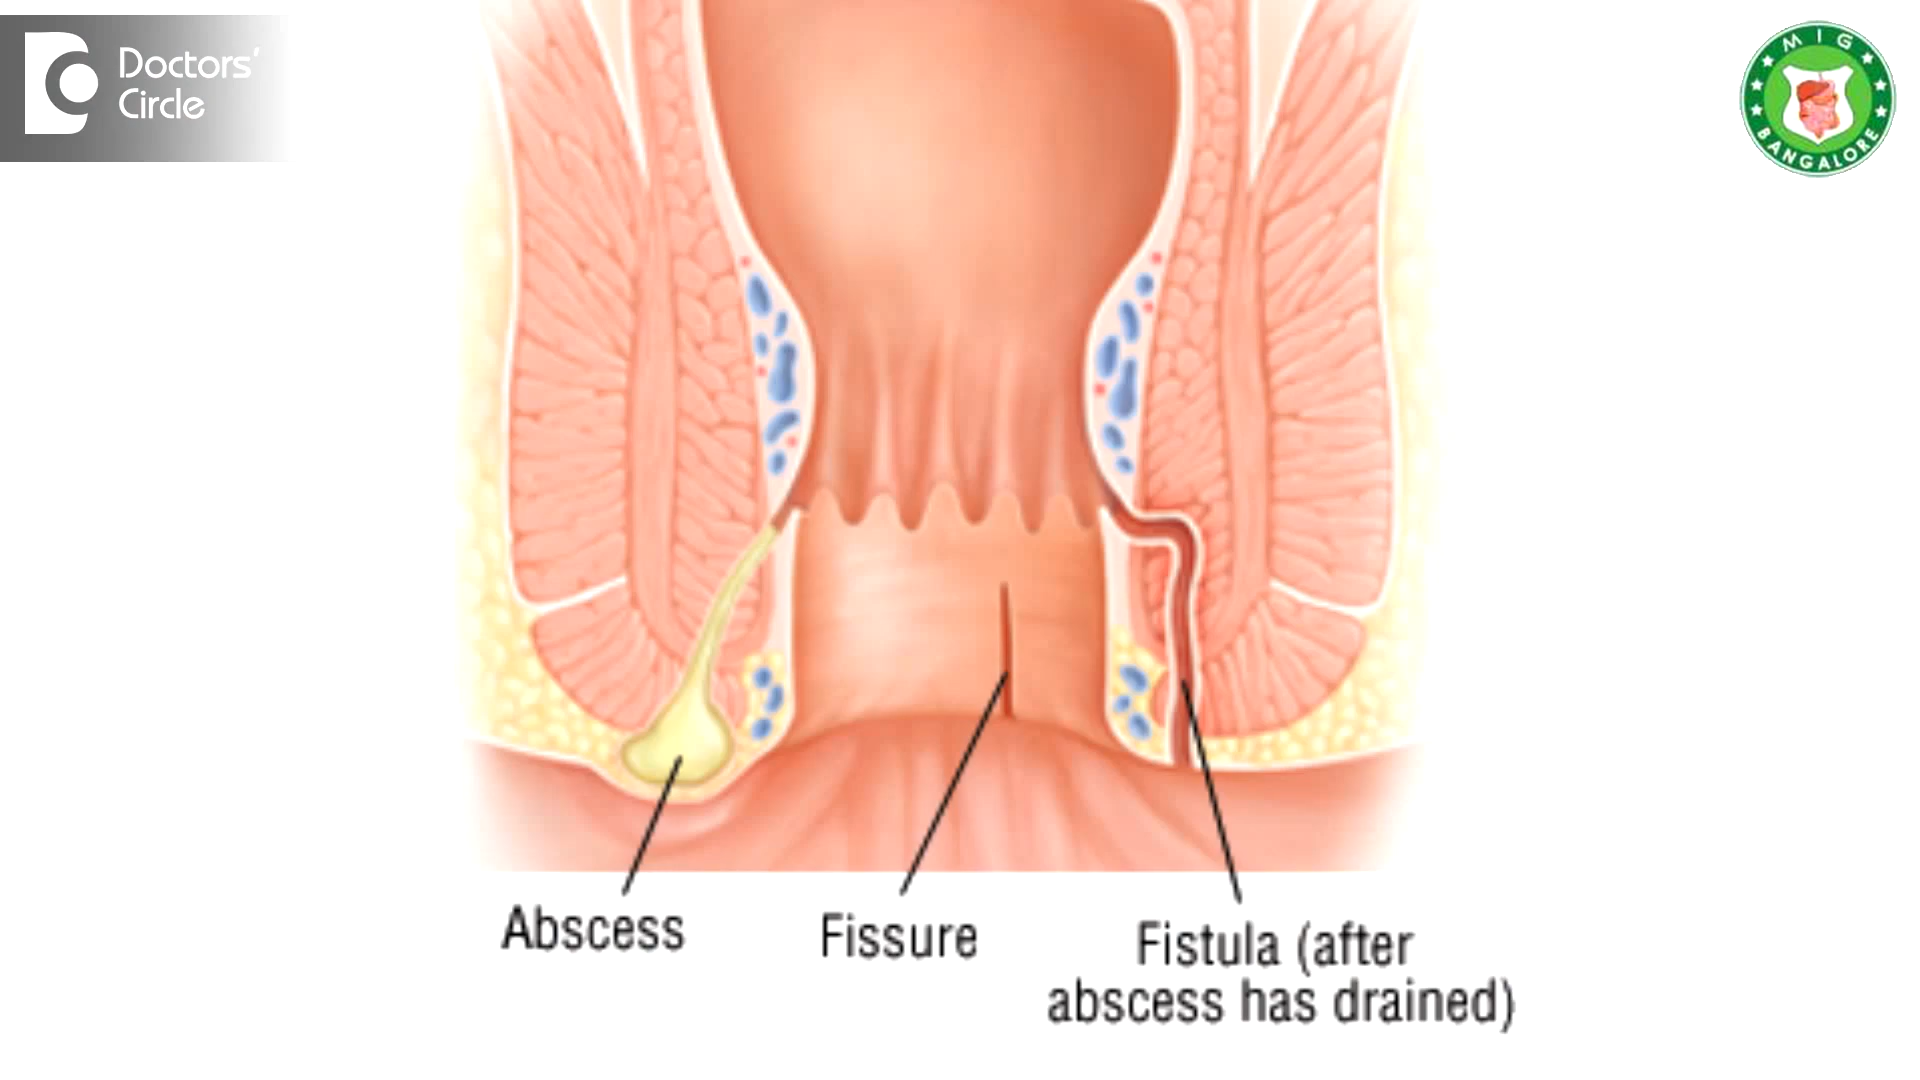 Doctors'
Circle
MIG
BANGALORE
Abscess
Fissure
Fistula (after
abscess has drained)